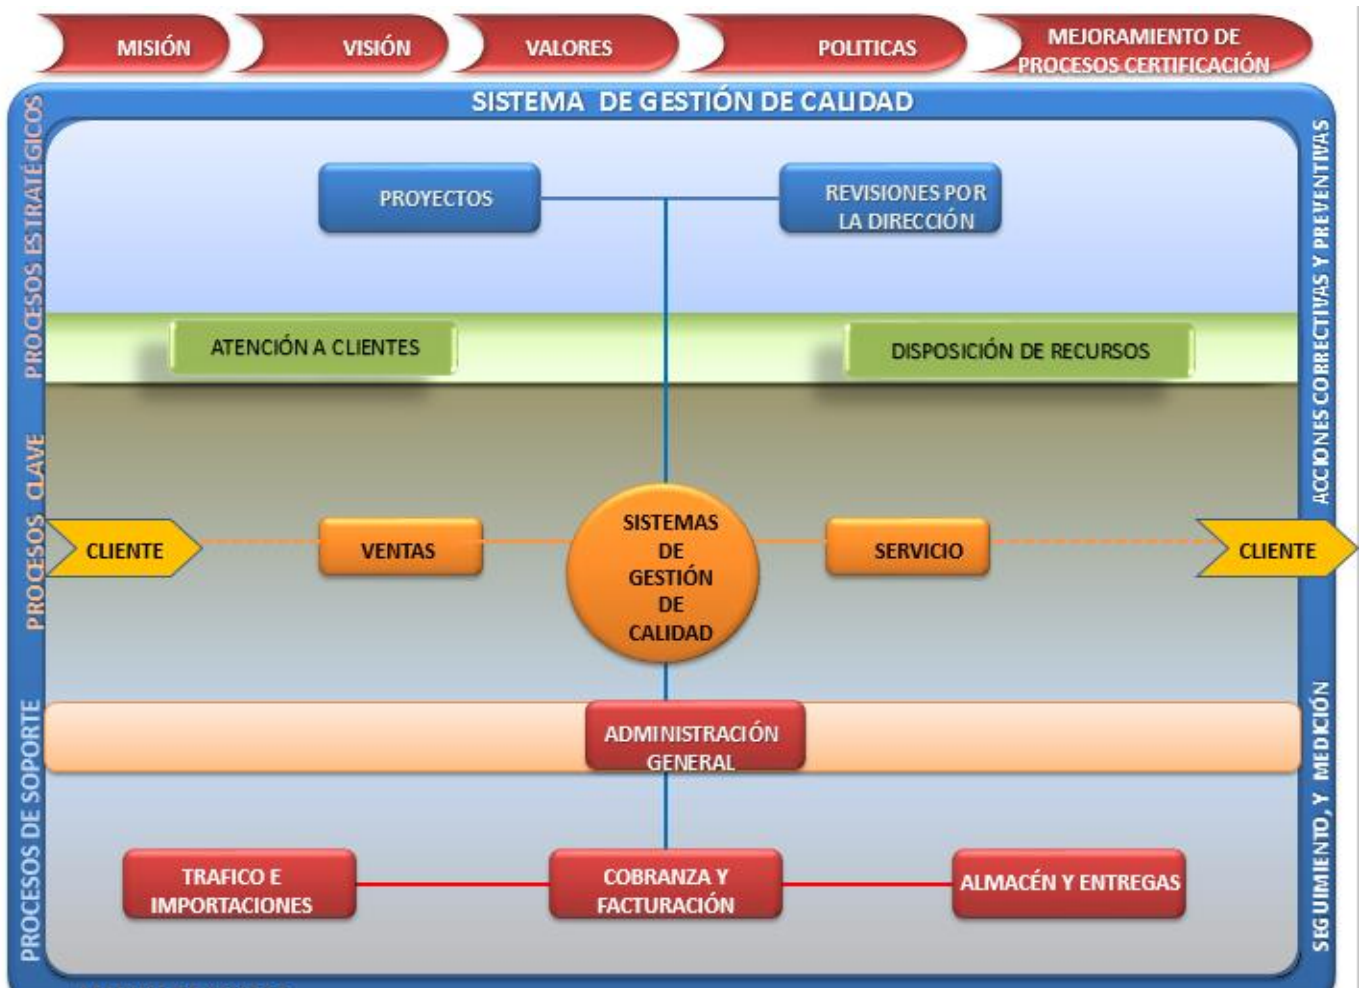 MISIÓN
VISIÓN
VALORES
POLITICAS
MEJORAMIENTO DE
PROCESOS CERTIFICACIÓN
SISTEMA DE GESTIÓN DE CALIDAD
PROCESOS ESTRATÉGICOS
PROYECTOS
REVISIONES POR
LA DIRECCIÓN
ACCIONES CORRECTIVAS Y PREVENTIVAS
ATENCIÓN A CLIENTES
DISPOSICIÓN DE RECURSOS
PROCESOS CLAVE
CLIENTE
VENTAS
SISTEMAS
DE
GESTIÓN
DE
CALIDAD
SERVICIO
CLIENTE
PROCESOS DE SOPORTE
ADMINISTRACIÓN
GENERAL
SEGUIMIENTO, Y MEDICIÓN
TRAFICO E
IMPORTACIONES
COBRANZA Y
FACTURACIÓN
ALMACÉN Y ENTREGAS